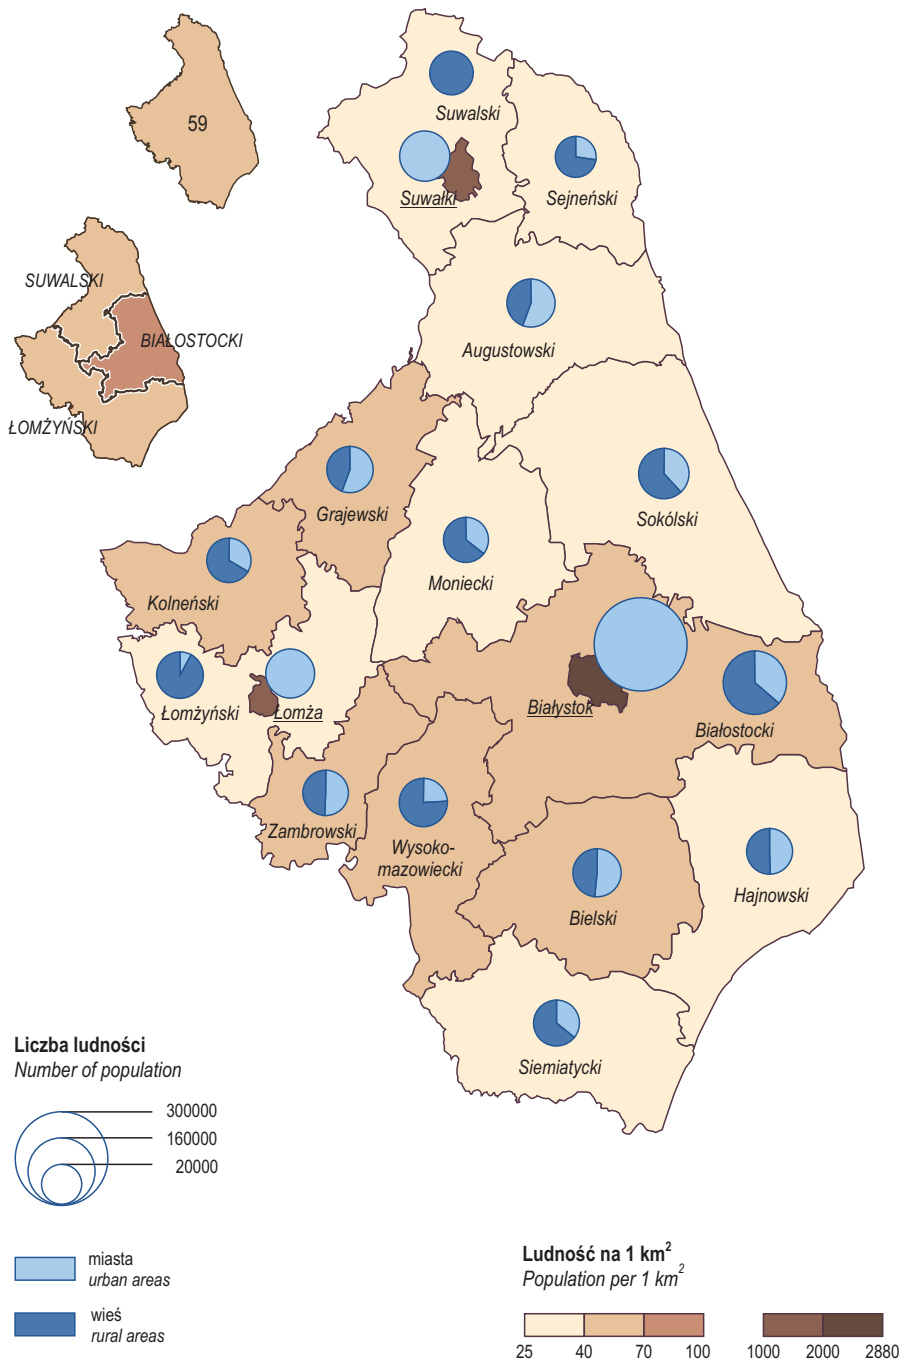 59
SUWALSKI
BIAŁOSTOCKI
ŁOMŻYŃSKI
Suwalski
Suwałki
Sejneński
Augustowski
Grajewski
Sokólski
Moniecki
Kolneński
Łomżyński
Łomża
Białystok
Białostocki
Zambrowski
Wysoko-
mazowiecki
Bielski
Hajnowski
Siemiatycki
Liczba ludności
Number of population
300000
160000
20000
miasta
urban areas
wieś
rural areas
Ludność na 1 km²
Population per 1 km²
25 40 70 100 1000 2000 2880